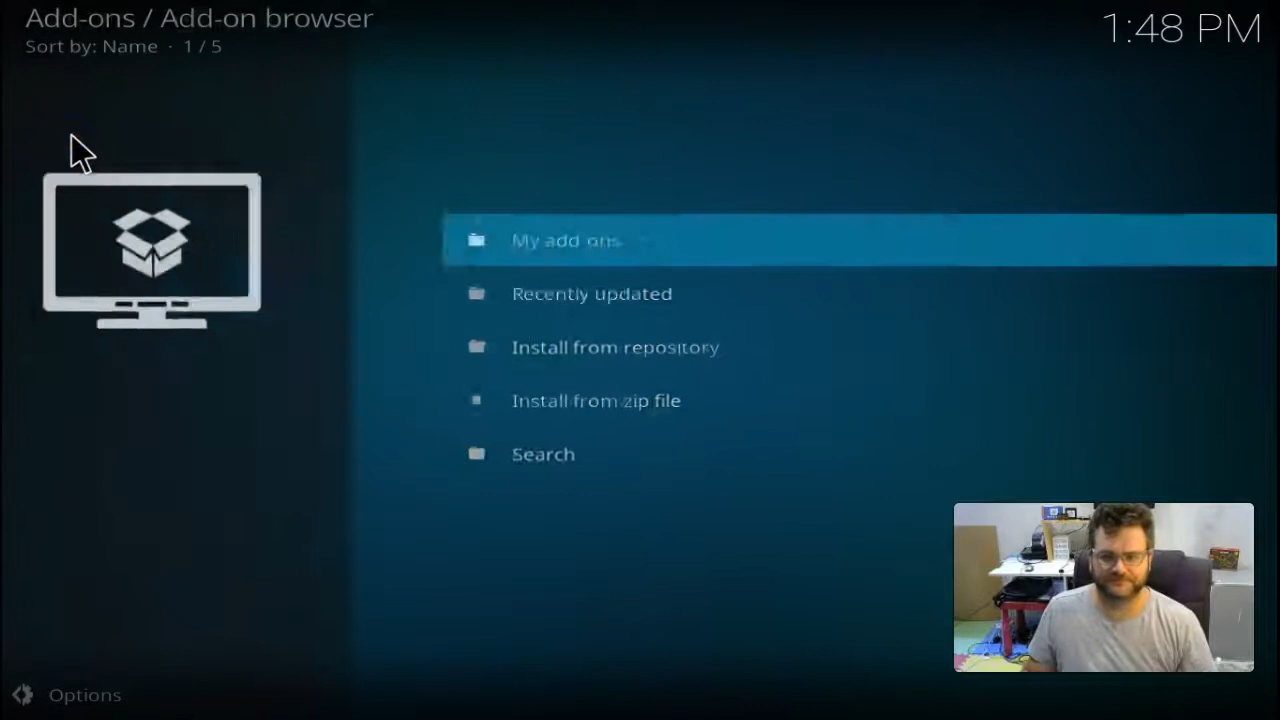 Add-ons / Add-on browser
Sort by: Name · 1 / 5
1:48 PM
My add-ons
Recently updated
Install from repository
Install from zip file
Search
Options